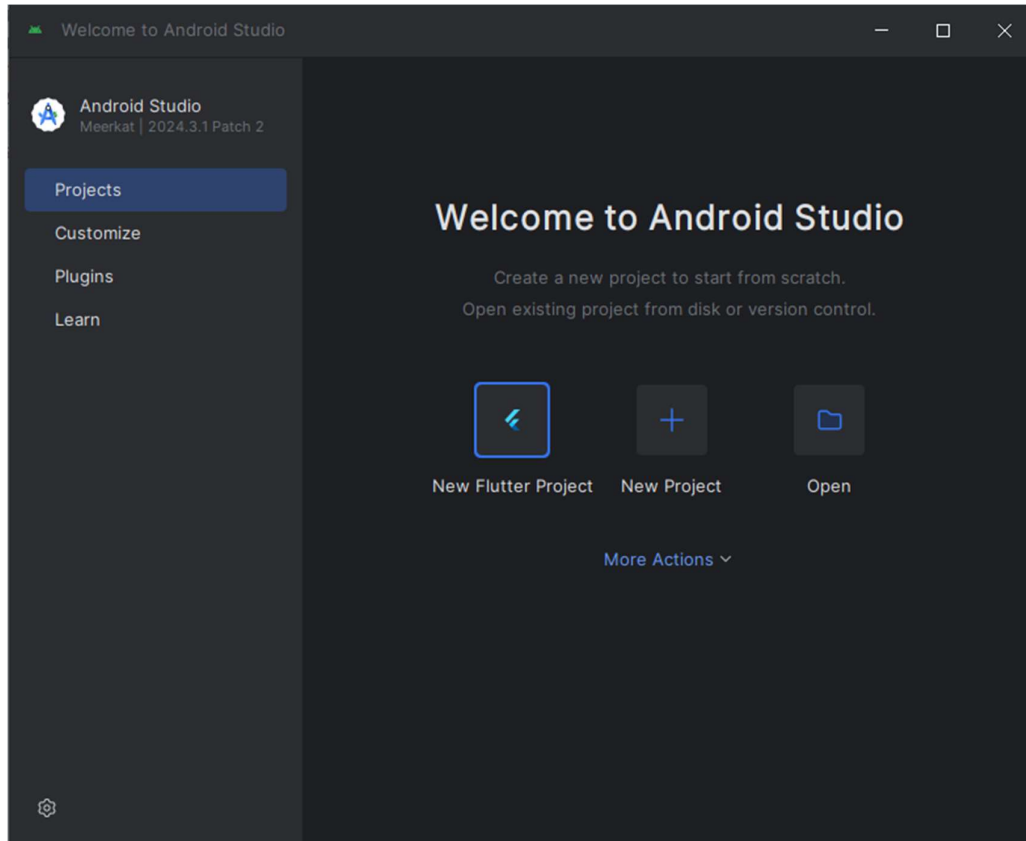 Welcome to Android Studio
Android Studio
Meerkat | 2024.3.1 Patch 2
Projects
Customize
Plugins
Learn
Welcome to Android Studio
Create a new project to start from scratch.
Open existing project from disk or version control.
New Flutter Project
New Project
Open
More Actions